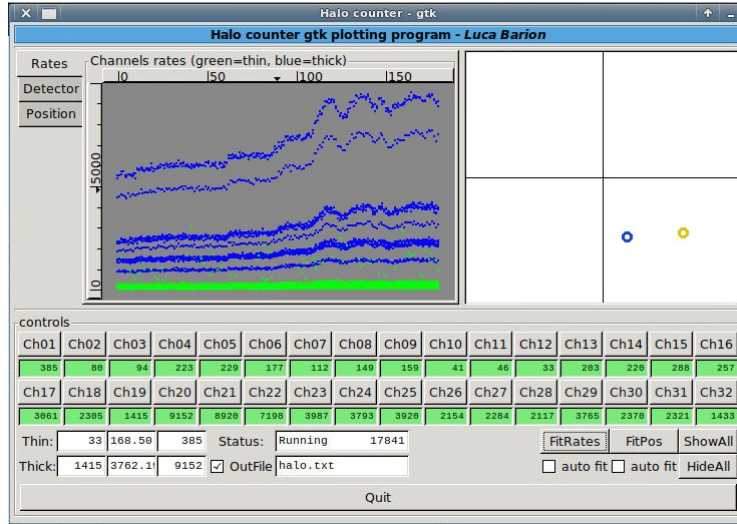 Halo counter - gtk
Halo counter gtk plotting program - Luca Barion
Rates
Detector
Position
Channels rates (green=thin, blue=thick)
0 50 100 150
5000
0
controls
Ch01 Ch02 Ch03 Ch04 Ch05 Ch06 Ch07 Ch08 Ch09 Ch10 Ch11 Ch12 Ch13 Ch14 Ch15 Ch16
385 80 94 223 229 177 112 149 159 41 46 33 203 220 288 257
Ch17 Ch18 Ch19 Ch20 Ch21 Ch22 Ch23 Ch24 Ch25 Ch26 Ch27 Ch28 Ch29 Ch30 Ch31 Ch32
3061 2305 1415 9152 8920 7198 3987 3793 3920 2154 2284 2117 3765 2370 2321 1433
Thin: 33 168.50 385 Status: Running 17841 FitRates FitPos ShowAll
Thick: 1415 3762.1 9152 OutFile halo.txt auto fit auto fit HideAll
Quit